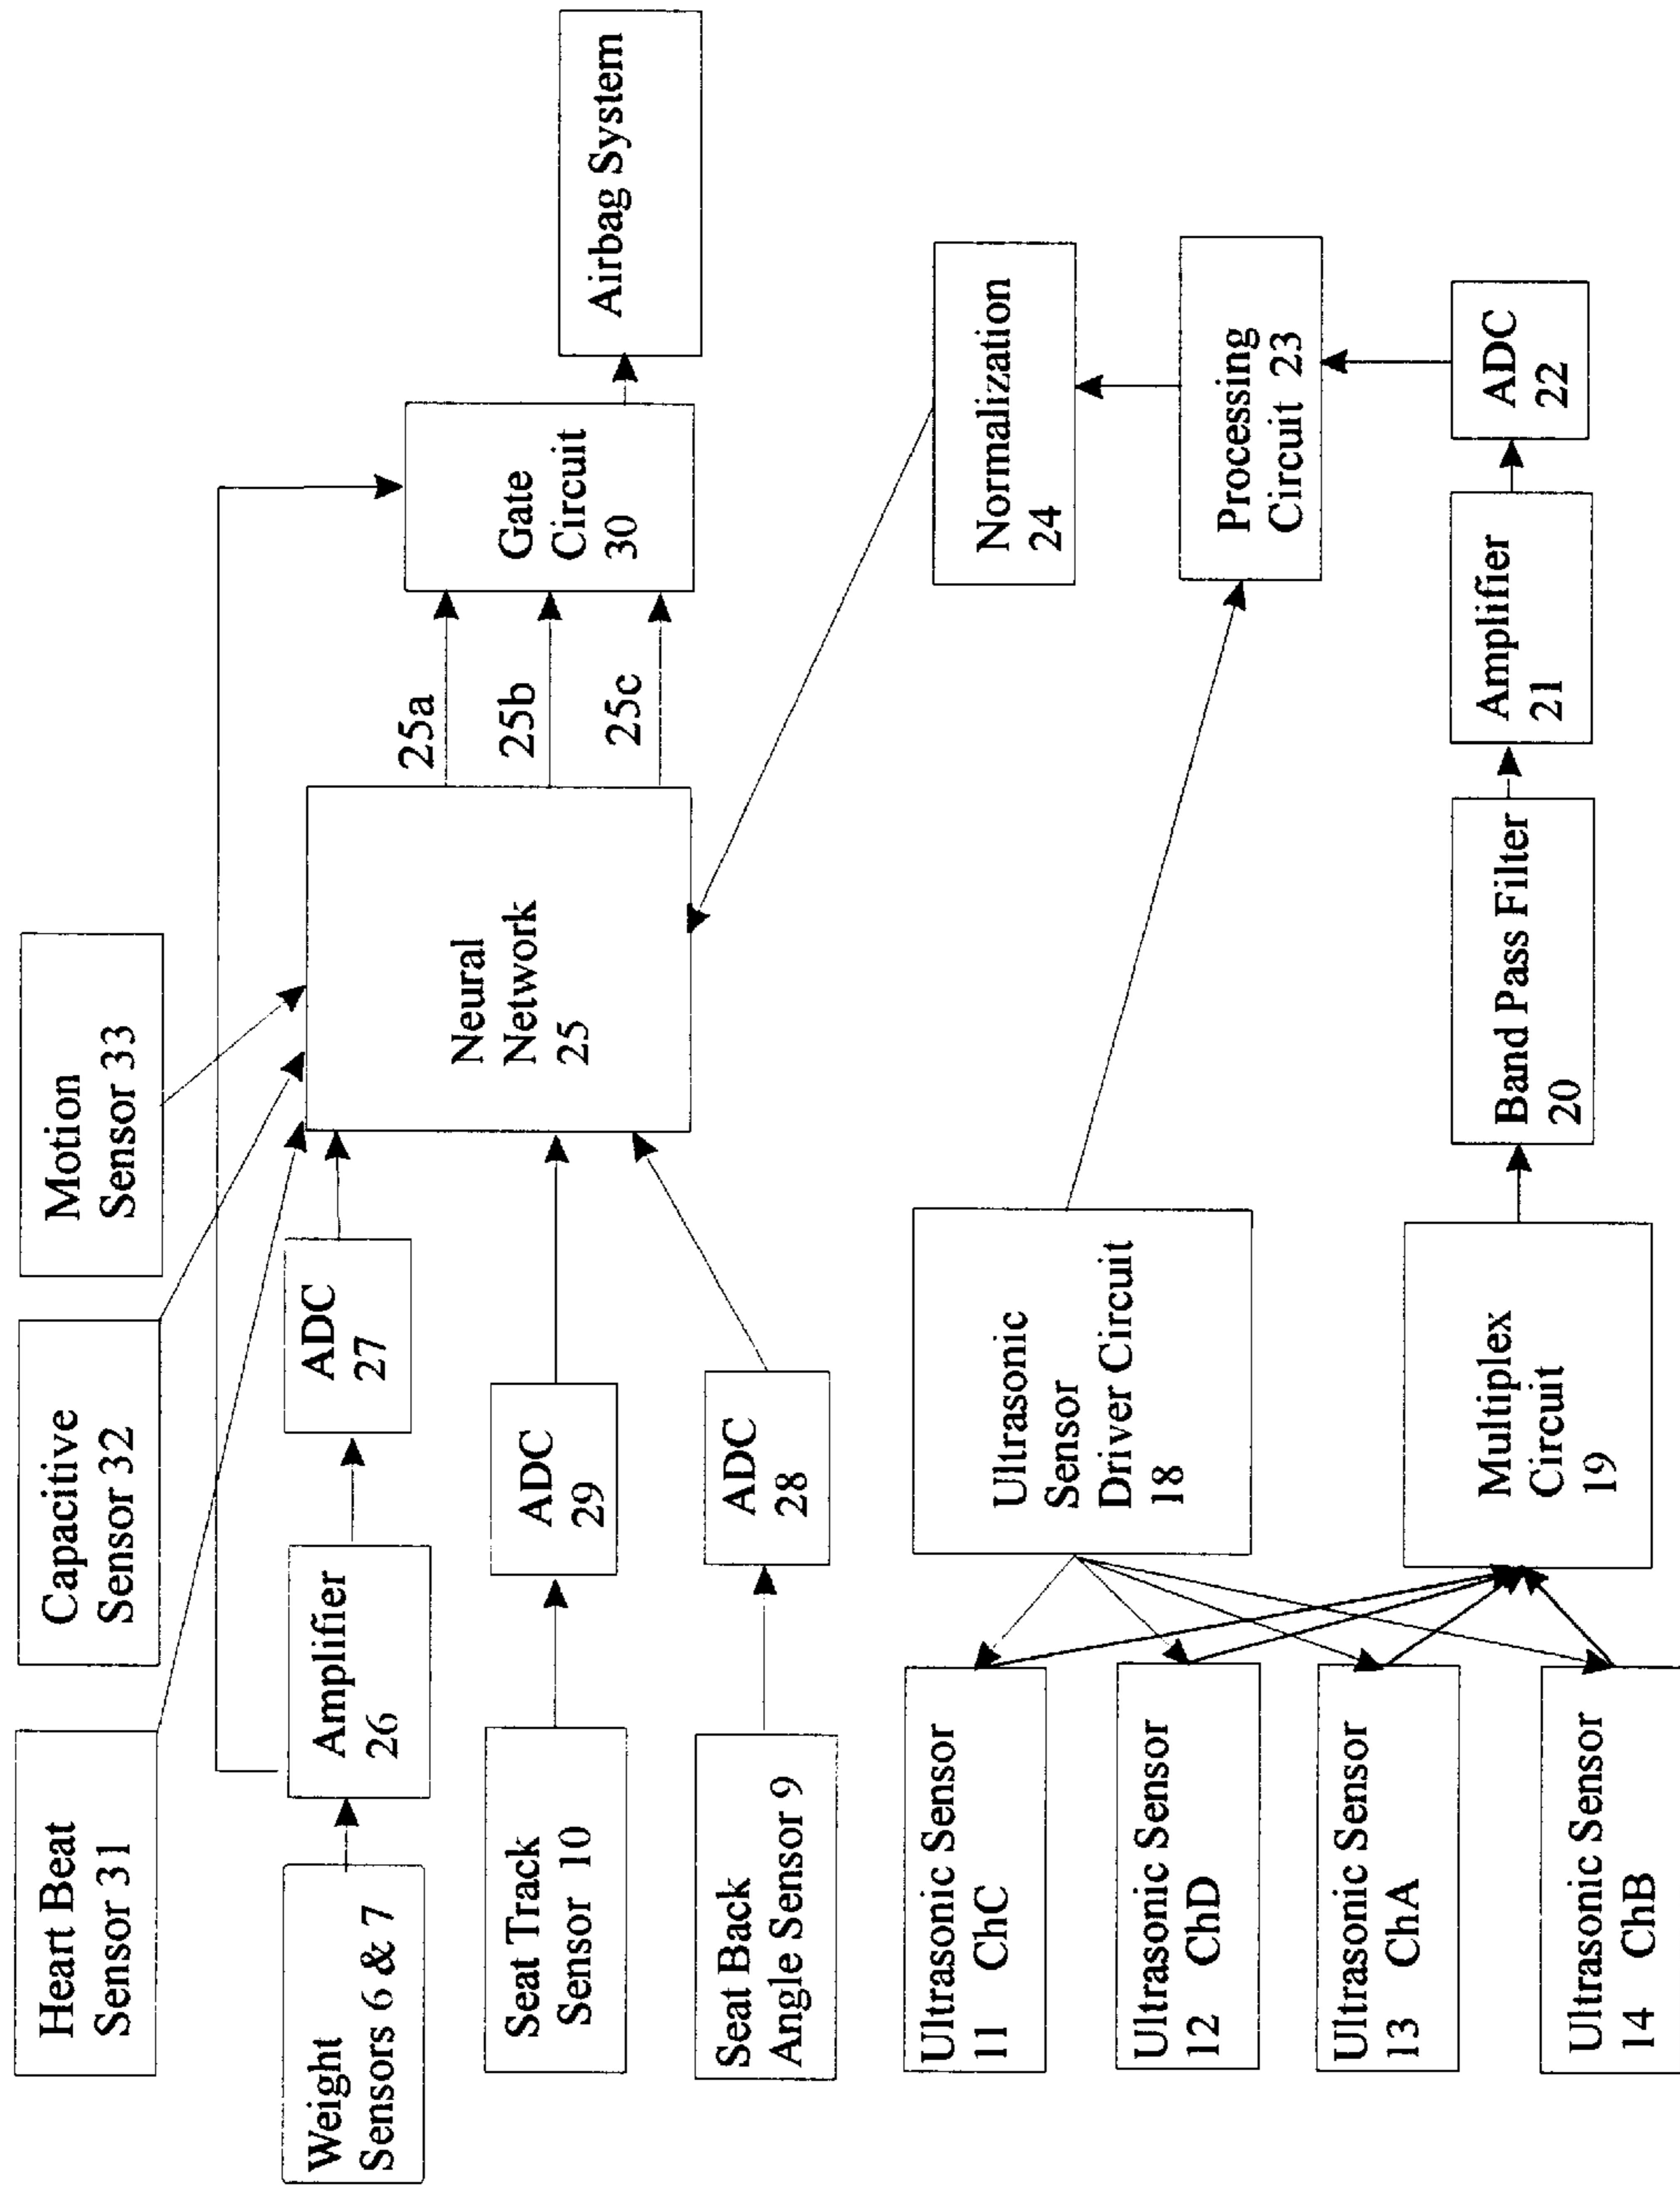 Heart Beat
Sensor 31
Capacitive
Sensor 32
Motion
Sensor 33
Weight
Sensors 6 & 7
Amplifier
26
ADC
27
Seat Track
Sensor 10
ADC
29
Seat Back
Angle Sensor 9
ADC
28
Neural
Network
25
25a
25b
25c
Gate
Circuit
30
Airbag System
Ultrasonic Sensor
11 ChC
Ultrasonic Sensor
12 ChD
Ultrasonic Sensor
13 ChA
Ultrasonic Sensor
14 ChB
Ultrasonic
Sensor
Driver Circuit
18
Multiplex
Circuit
19
Band Pass Filter
20
Amplifier
21
ADC
22
Processing
Circuit 23
Normalization
24